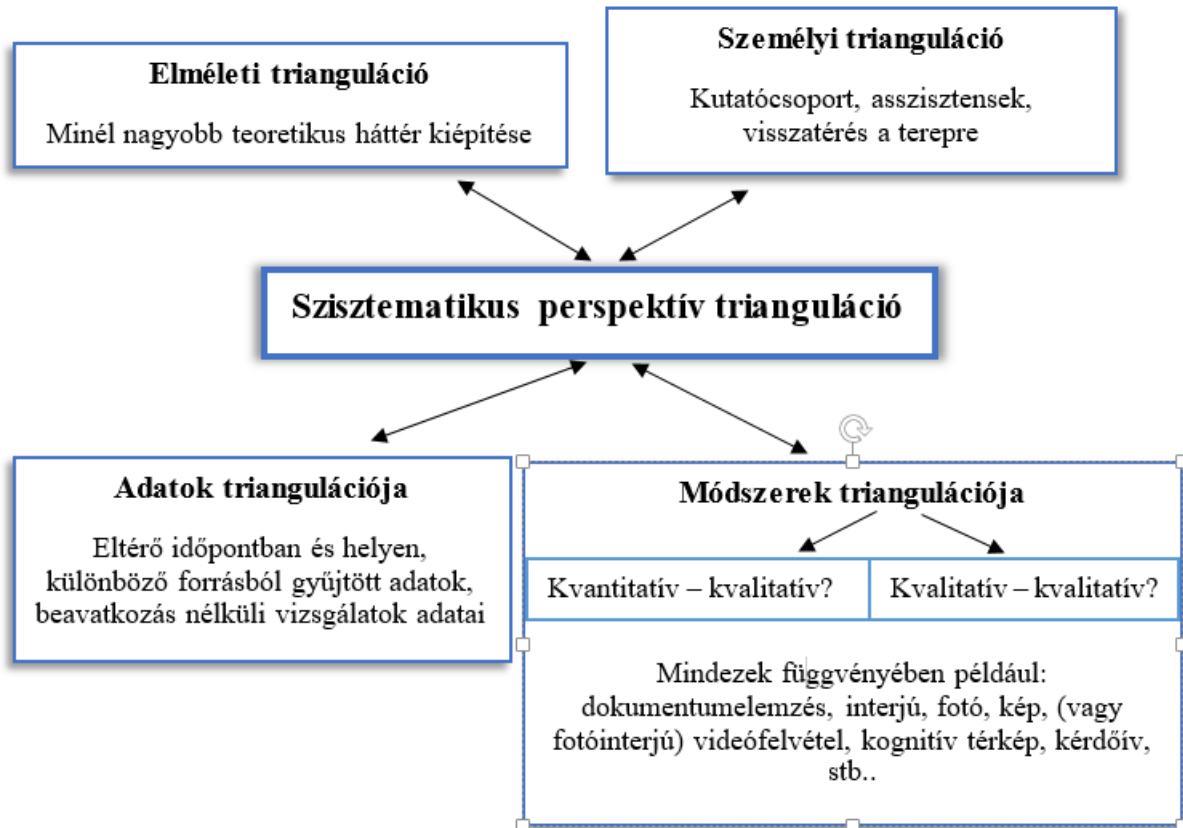 Elméleti trianguláció
Minél nagyobb teoretikus háttér kiépítése
Személyi trianguláció
Kutatócsoport, asszisztensek,
visszatérés a terepre
Szisztematikus perspektív trianguláció
Adatok triangulációja
Eltérő időpontban és helyen,
különböző forrásból gyűjtött adatok,
beavatkozás nélküli vizsgálatok adatai
Módszerek triangulációja
Kvantitatív – kvalitatív?
Kvalitatív – kvalitatív?
Mindezek függvényében például:
dokumentumelemzés, interjú, fotó, kép, (vagy
fotóinterjú) videófelvétel, kognitív térkép, kérdőív,
stb..